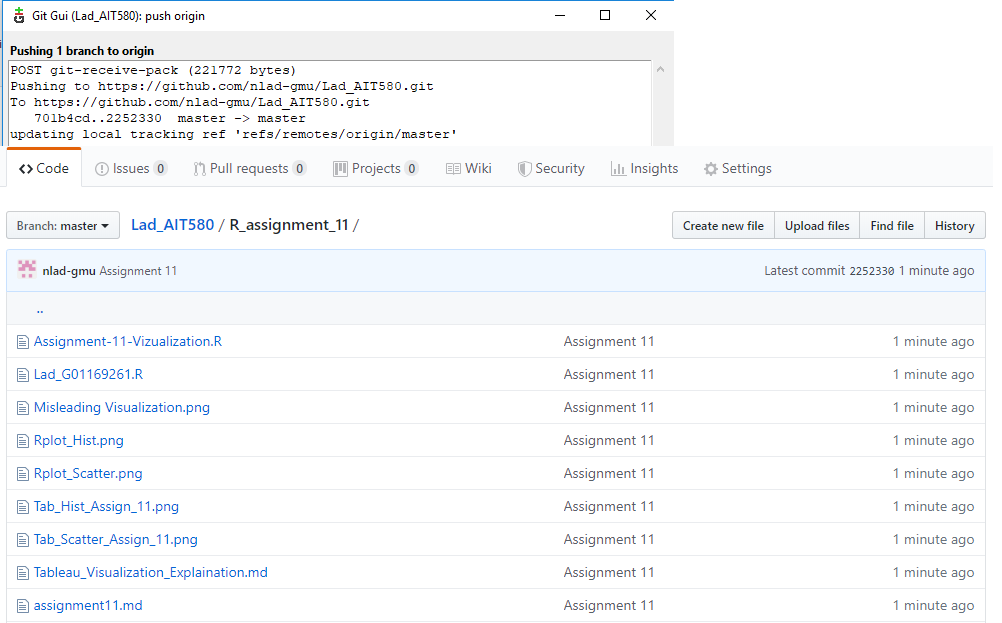 Git Gui (Lad_AIT580): push origin
Pushing 1 branch to origin
POST git-receive-pack (221772 bytes)
Pushing to https://github.com/nlad-gmu/Lad_AIT580.git
To https://github.com/nlad-gmu/Lad_AIT580.git
701b4cd..2252330  master -> master
updating local tracking ref 'refs/remotes/origin/master'
Code Issues 0 Pull requests 0 Projects 0 Wiki Security Insights Settings
Branch: master Lad_AIT580 / R_assignment_11 / Create new file Upload files Find file History
nlad-gmu Assignment 11 Latest commit 2252330 1 minute ago
..
Assignment-11-Vizualization.R Assignment 11 1 minute ago
Lad_G01169261.R Assignment 11 1 minute ago
Misleading Visualization.png Assignment 11 1 minute ago
Rplot_Hist.png Assignment 11 1 minute ago
Rplot_Scatter.png Assignment 11 1 minute ago
Tab_Hist_Assign_11.png Assignment 11 1 minute ago
Tab_Scatter_Assign_11.png Assignment 11 1 minute ago
Tableau_Visualization_Explaination.md Assignment 11 1 minute ago
assignment11.md Assignment 11 1 minute ago